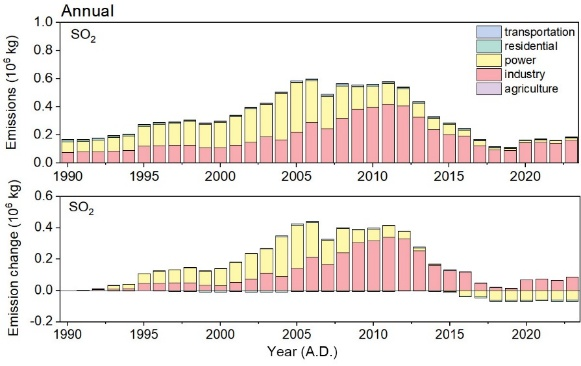 Annual
SO₂
transportation
residential
power
industry
agriculture
Emissions (10⁶ kg)
1.0
0.8
0.6
0.4
0.2
0.0
1990 1995 2000 2005 2010 2015 2020
SO₂
Emission change (10⁶ kg)
0.6
0.4
0.2
0.0
-0.2
1990 1995 2000 2005 2010 2015 2020
Year (A.D.)